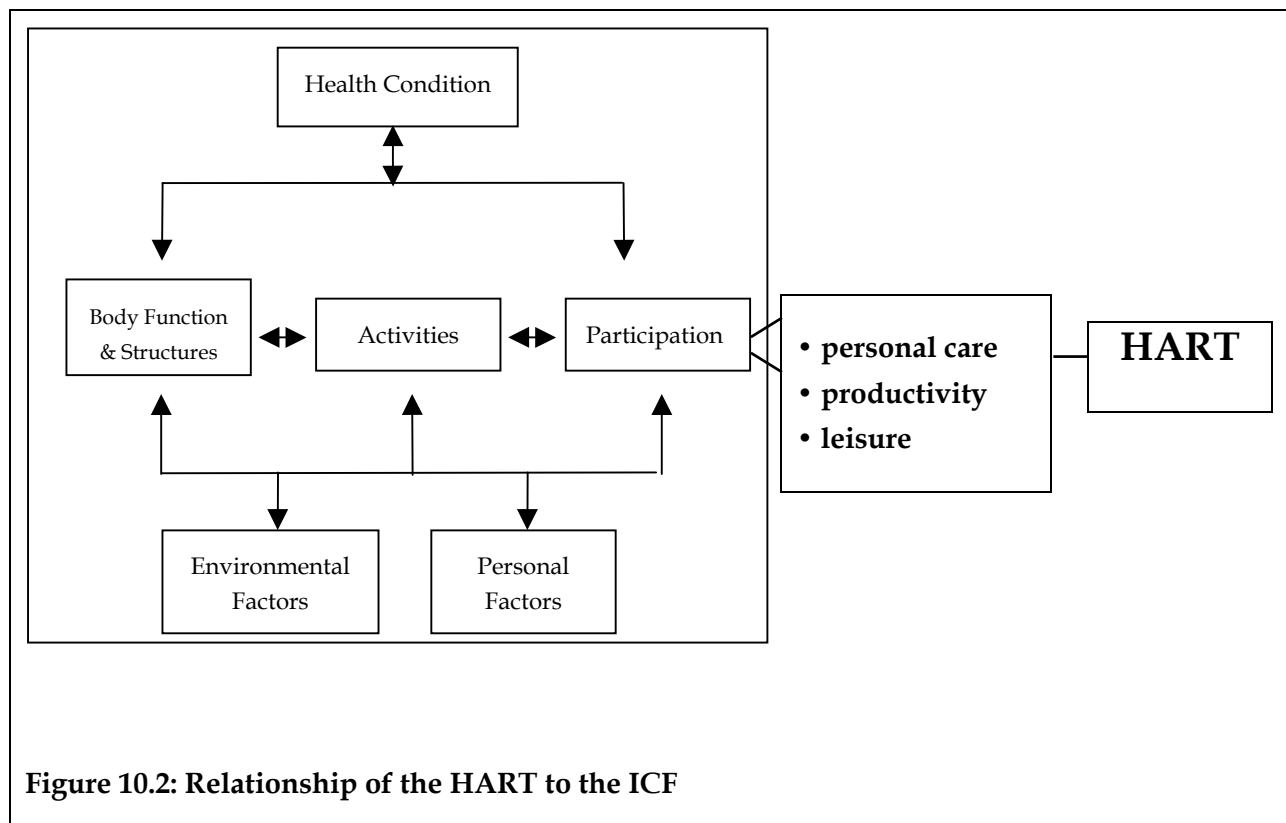 Health Condition
Body Function
& Structures
Activities
Participation
• personal care
• productivity
• leisure
HART
Environmental
Factors
Personal
Factors
Figure 10.2: Relationship of the HART to the ICF